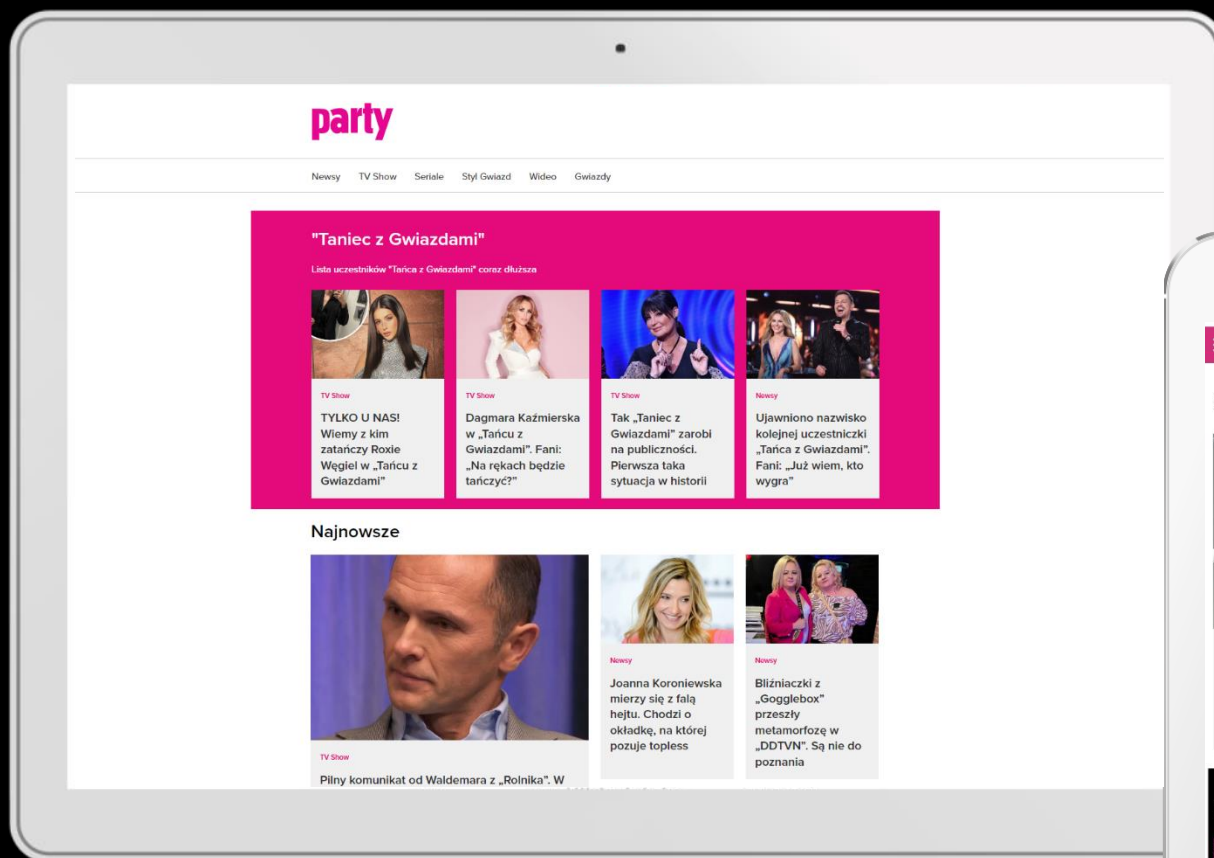 party
Newsy TV Show Seriale Styl Gwiazd Wideo Gwiazdy
"Taniec z Gwiazdami"
Lista uczestników "Tańca z Gwiazdami" coraz dłuższa
TV Show
TYLKO U NAS!
Wiemy z kim
zatańczy Roxie
Węgiel w „Tańcu z
Gwiazdami”
TV Show
Dagmara Kaźmierska
w „Tańcu z
Gwiazdami”. Fani:
„Na rękach będzie
tańczyć?”
TV Show
Tak „Taniec z
Gwiazdami” zarobi
na publiczności.
Pierwsza taka
sytuacja w historii
Newsy
Ujawniono nazwisko
kolejnej uczestniczki
„Tańca z Gwiazdami”.
Fani: „Już wiem, kto
wygra”
Najnowsze
TV Show
Pilny komunikat od Waldemara z „Rolnika”. W
Newsy
Joanna Koroniewska
mierzy się z falą
hejtu. Chodzi o
okładkę, na której
pozuje topless
Newsy
Bliźniaczki z
„Gogglebox”
przeszły
metamorfozę w
„DDTVN”. Są nie do
poznania